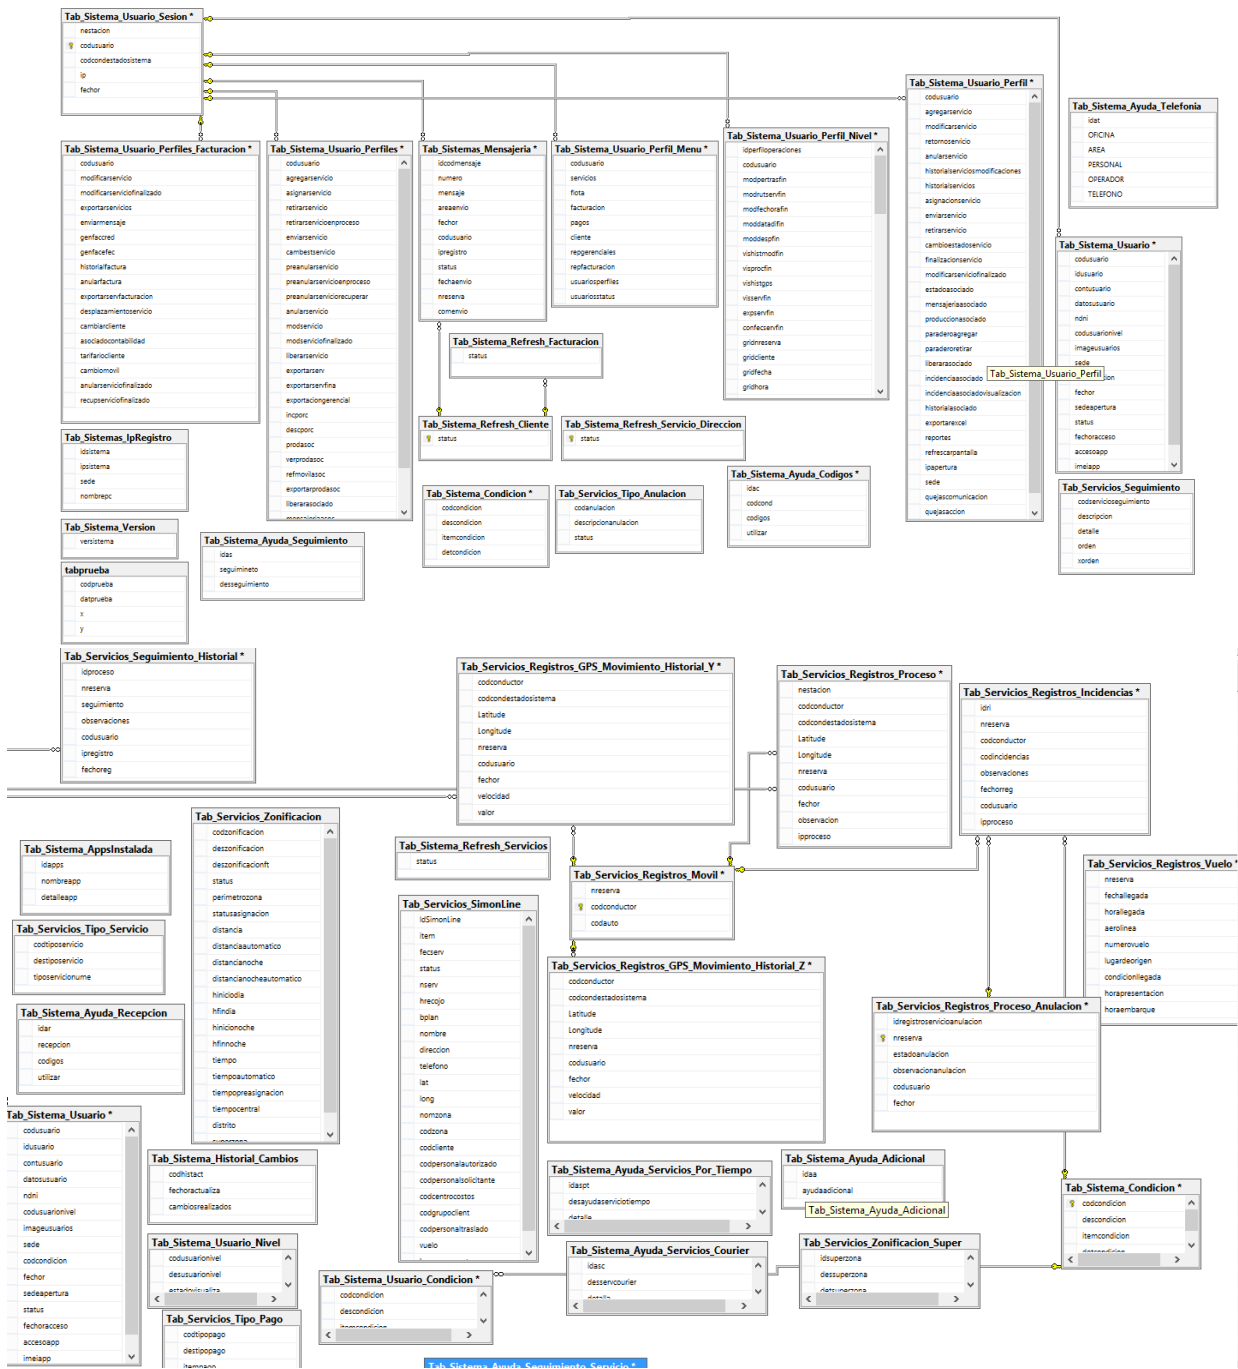 Tab_Sistema_Usuario_Sesion *
nestacion
codusuario
codcondestadosistema
ip
fechor
Tab_Sistema_Usuario_Perfiles_Facturacion *
codusuario
modificarservicio
modificarserviciofinalizado
exportarservicios
enviarmensaje
genfaccred
genfacefec
historialfactura
anularfactura
exportarservfacturacion
desplazamientoservicio
cambiarcliente
asociadocontabilidad
tarifariocliente
cambiomovil
anularserviciofinalizado
recupserviciofinalizado
Tab_Sistema_Usuario_Perfiles *
codusuario
agregarservicio
asignarservicio
retirarservicio
retirarservicioenproceso
enviarservicio
cambestservicio
preanularservicio
preanularservicioenproceso
preanularserviciorecuperar
anularservicio
modservicio
modserviciofinalizado
liberarservicio
exportarserv
exportarservfina
exportaciongerencial
incporc
descporc
prodasoc
verprodasoc
refmovilasoc
exportarprodasoc
liberarasociado
Tab_Sistemas_Mensajeria *
idcodmensaje
numero
mensaje
areaenvio
fechor
codusuario
ipregistro
status
fechaenvio
nreserva
comenvio
Tab_Sistema_Usuario_Perfil_Menu *
codusuario
servicios
flota
facturacion
pagos
cliente
repgerenciales
repfacturacion
usuariosperfiles
usuariosstatus
Tab_Sistema_Usuario_Perfil_Nivel *
idperfiloperaciones
codusuario
modpertrasfin
modrutservfin
modfechorafin
moddatadifin
moddespfin
vishistmodfin
visprocfin
vishistgps
visservfin
expservfin
confecservfin
gridnreserva
gridcliente
gridfecha
gridhora
Tab_Sistema_Usuario_Perfil *
codusuario
agregarservicio
modificarservicio
retornoservicio
anularservicio
historialserviciosmodificaciones
historialservicios
asignacionservicio
enviarservicio
retirarservicio
cambioestadoservicio
finalizacionservicio
modificarserviciofinalizado
estadoasociado
mensajeriaasociado
produccionasociado
paraderoagregar
paraderoretirar
liberarasociado
incidenciaasociado
incidenciaasociadovisualizacion
historialasociado
exportarexcel
reportes
refrescarpantalla
ipapertura
sede
quejascomunicacion
quejasaccion
Tab_Sistema_Usuario_Perfil
Tab_Sistema_Ayuda_Telefonia
idat
OFICINA
AREA
PERSONAL
OPERADOR
TELEFONO
Tab_Sistema_Usuario *
codusuario
idusuario
contusuario
datosusuario
ndni
codusuarionivel
imageusuarios
sede
fechor
sedeapertura
status
fechoracceso
accesoapp
imeiapp
Tab_Sistema_Refresh_Facturacion
status
Tab_Sistema_Refresh_Cliente
status
Tab_Sistema_Refresh_Servicio_Direccion
status
Tab_Sistemas_IpRegistro
idsistema
ipsistema
sede
nombrepc
Tab_Sistema_Version
versistema
tabprueba
codprueba
datprueba
x
y
Tab_Sistema_Ayuda_Seguimiento
idas
seguimineto
desseguimiento
Tab_Sistema_Condicion *
codcondicion
descondicion
itemcondicion
detcondicion
Tab_Servicios_Tipo_Anulacion
codanulacion
descripcionanulacion
status
Tab_Sistema_Ayuda_Codigos *
idac
codcond
codigos
utilizar
Tab_Servicios_Seguimiento
codservicioseguimiento
descripcion
detalle
orden
xorden
Tab_Servicios_Seguimiento_Historial *
idproceso
nreserva
seguimiento
observaciones
codusuario
ipregistro
fechoreg
Tab_Servicios_Registros_GPS_Movimiento_Historial_Y *
codconductor
codcondestadosistema
Latitude
Longitude
nreserva
codusuario
fechor
velocidad
valor
Tab_Servicios_Registros_Proceso *
nestacion
codconductor
codcondestadosistema
Latitude
Longitude
nreserva
codusuario
fechor
observacion
ipproceso
Tab_Servicios_Registros_Incidencias *
idri
nreserva
codconductor
codincidencias
observaciones
fechorreg
codusuario
ipproceso
Tab_Sistema_AppsInstalada
idapps
nombreapp
detalleapp
Tab_Servicios_Tipo_Servicio
codtiposervicio
destiposervicio
tiposervicionume
Tab_Sistema_Ayuda_Recepcion
idar
recepcion
codigos
utilizar
Tab_Servicios_Zonificacion
codzonificacion
deszonificacion
deszonificacionft
status
perimetrozona
statusasignacion
distancia
distanciaautomatico
distancianoche
distancianocheautomatico
hiniciodia
hfindia
hinicionoche
hfinnoche
tiempo
tiempoautomatico
tiempopreasignacion
tiempocentral
distrito
superzona
Tab_Sistema_Refresh_Servicios
status
Tab_Servicios_SimonLine
IdSimonLine
item
fecserv
status
nserv
hrecojo
bplan
nombre
direccion
telefono
lat
long
nomzona
codzona
codcliente
codpersonalautorizado
codpersonalsolicitante
codcentrocostos
codgrupoclient
codpersonaltraslado
vuelo
Tab_Servicios_Registros_Movil *
nreserva
codconductor
codauto
Tab_Servicios_Registros_GPS_Movimiento_Historial_Z *
codconductor
codcondestadosistema
Latitude
Longitude
nreserva
codusuario
fechor
velocidad
valor
Tab_Servicios_Registros_Vuelo *
nreserva
fechallegada
horallegada
aerolinea
numerovuelo
lugardeorigen
condicionllegada
horapresentacion
horaembarque
Tab_Servicios_Registros_Proceso_Anulacion *
idregistroservicioanulacion
nreserva
estadoanulacion
observacionanulacion
codusuario
fechor
Tab_Sistema_Usuario *
codusuario
idusuario
contusuario
datosusuario
ndni
codusuarionivel
imageusuarios
sede
codcondicion
fechor
sedeapertura
status
fechoracceso
accesoapp
imeiapp
Tab_Sistema_Historial_Cambios
codhistact
fechoractualiza
cambiosrealizados
Tab_Sistema_Usuario_Nivel
codusuarionivel
desusuarionivel
estadovisualiza
Tab_Servicios_Tipo_Pago
codtipopago
destipopago
itempago
Tab_Sistema_Usuario_Condicion *
codcondicion
descondicion
itemcondicion
Tab_Sistema_Ayuda_Servicios_Por_Tiempo
idaspt
desayudaserviciotiempo
detalle
Tab_Sistema_Ayuda_Servicios_Courier
idasc
desservcourier
detalle
Tab_Sistema_Ayuda_Adicional
idaa
ayudaadicional
Tab_Sistema_Ayuda_Adicional
Tab_Servicios_Zonificacion_Super
idsuperzona
dessuperzona
detsuperzona
Tab_Sistema_Condicion *
codcondicion
descondicion
itemcondicion
detcondicion
Tab_Sistema_Ayuda_Seguimiento_Servicio *